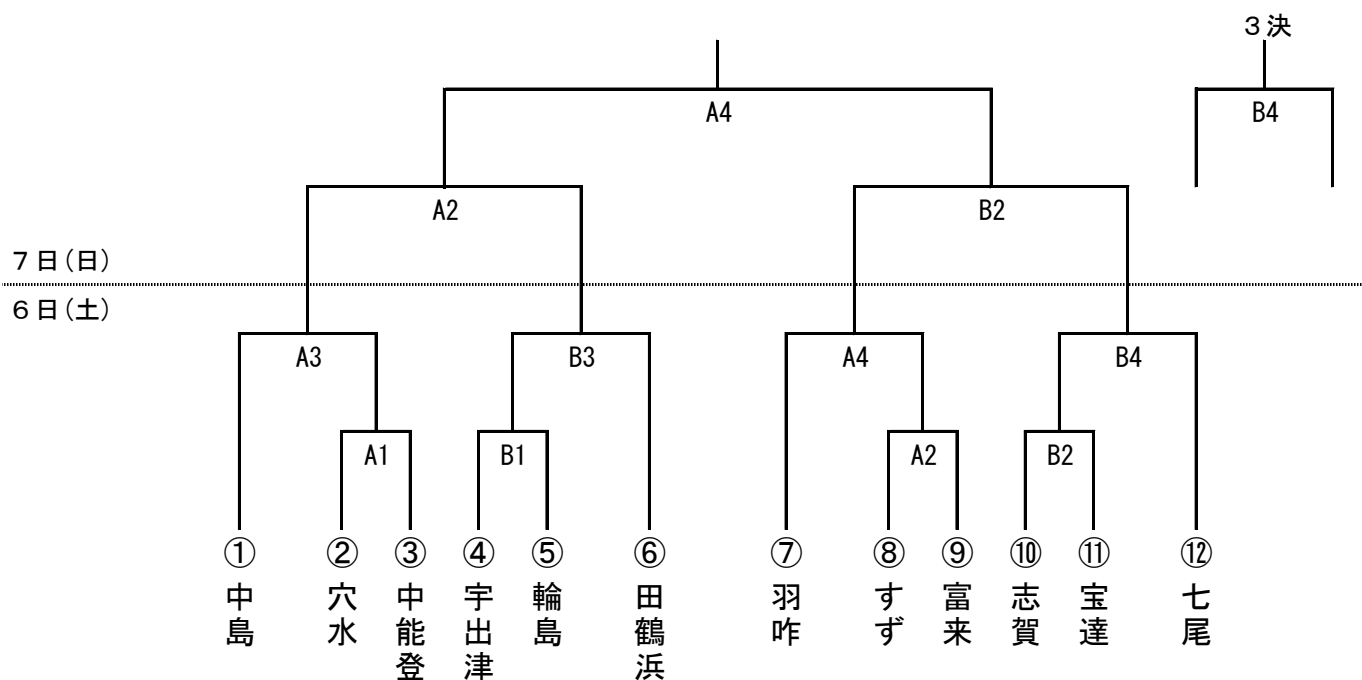 3決
A4
B4
A2
B2
7日(日)
6日(土)
A3
B3
A4
B4
A1
B1
A2
B2
① ② ③ ④ ⑤ ⑥ ⑦ ⑧ ⑨ ⑩ ⑪ ⑫
中島
穴水
中能登
宇出津
輪島
田鶴浜
羽咋
すず
富来
志賀
宝達
七尾